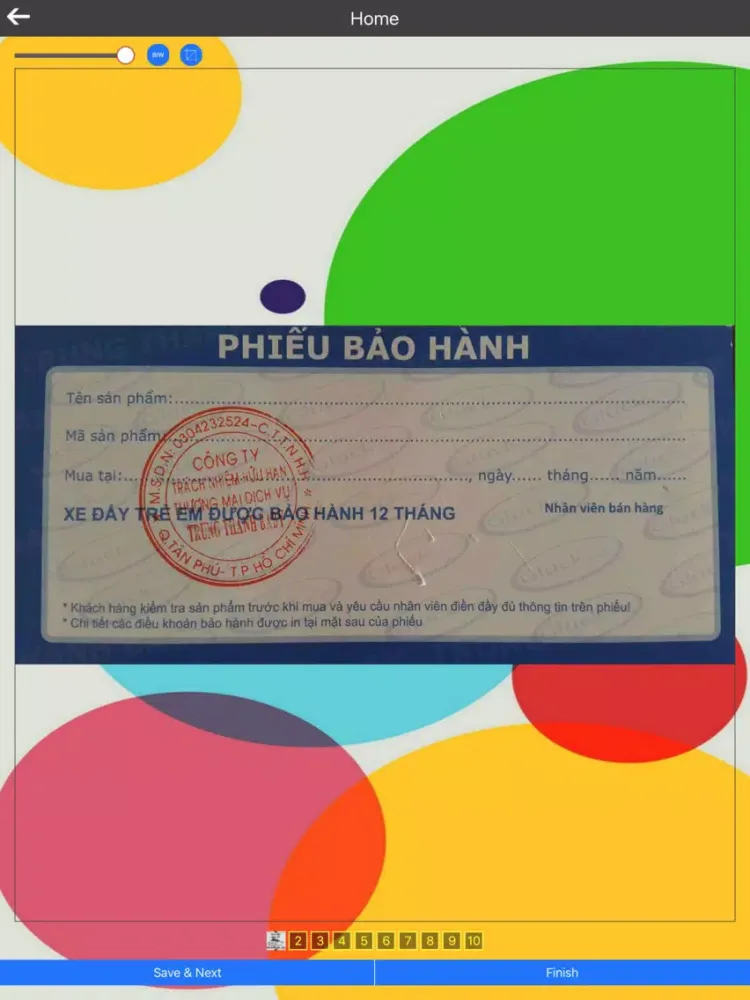 Home
B/W
PHIẾU BẢO HÀNH
Tên sản phẩm:
Mã sản phẩm:
Mua tại:..., ngày...... tháng...... năm......
XE ĐẨY TRẺ EM ĐƯỢC BẢO HÀNH 12 THÁNG
Nhân viên bán hàng
M.S.D.N: 0304232524-C.T.T.N.H.H
CÔNG TY
TRÁCH NHIỆM HỮU HẠN
THƯƠNG MẠI DỊCH VỤ
TRUNG THÀNH BABY
Q.TÂN PHÚ - T.P HỒ CHÍ MINH
* Khách hàng kiểm tra sản phẩm trước khi mua và yêu cầu nhân viên điền đầy đủ thông tin trên phiếu!
* Chi tiết các điều khoản bảo hành được in tại mặt sau của phiếu
2 3 4 5 6 7 8 9 10
Save & Next
Finish